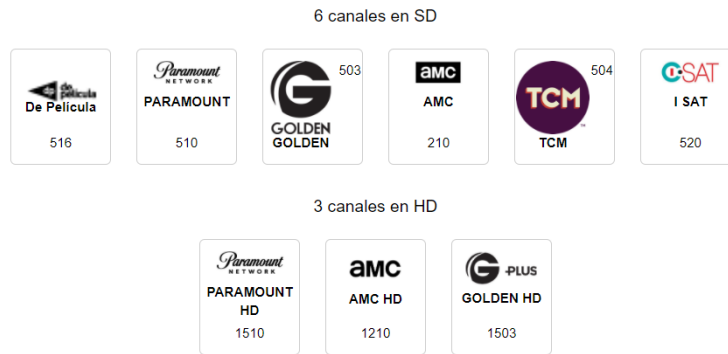 6 canales en SD
de
película
De Película
516
Paramount
NETWORK
PARAMOUNT
510
503
GOLDEN
GOLDEN
aMC
AMC
210
504
TCM
TCM
SAT
I SAT
520
3 canales en HD
Paramount
NETWORK
PARAMOUNT
HD
1510
aMC
AMC HD
1210
G PLUS
GOLDEN HD
1503